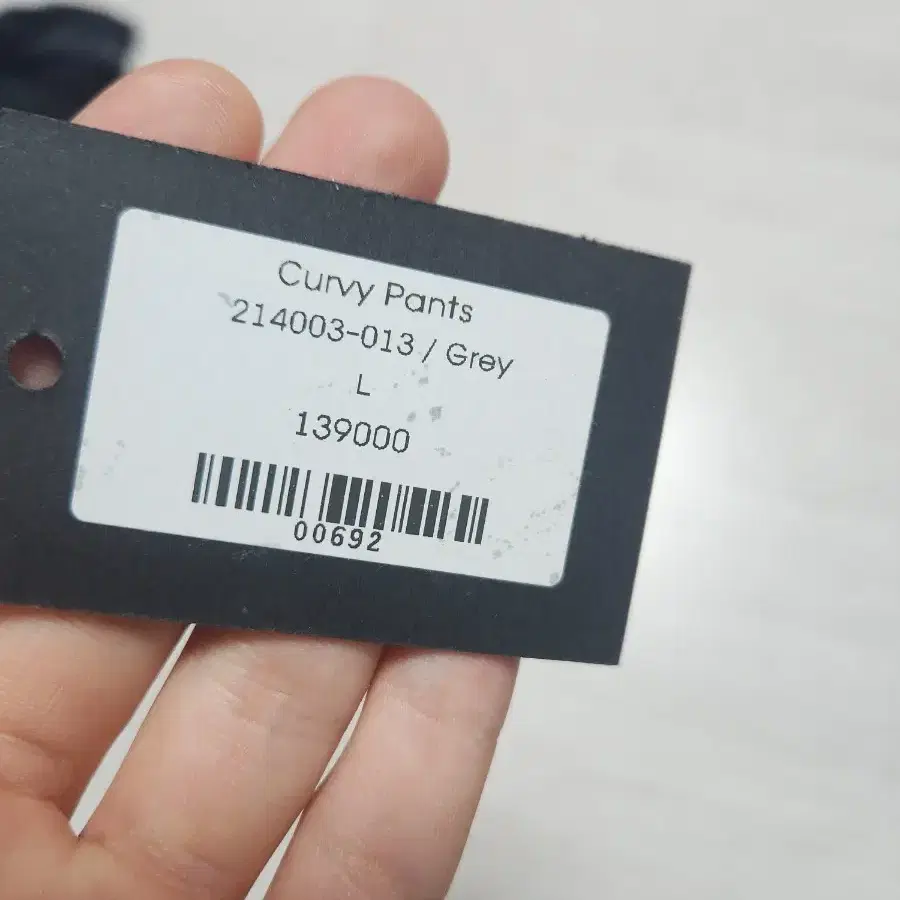 Curvy Pants
214003-013 / Grey
L
139000
00692